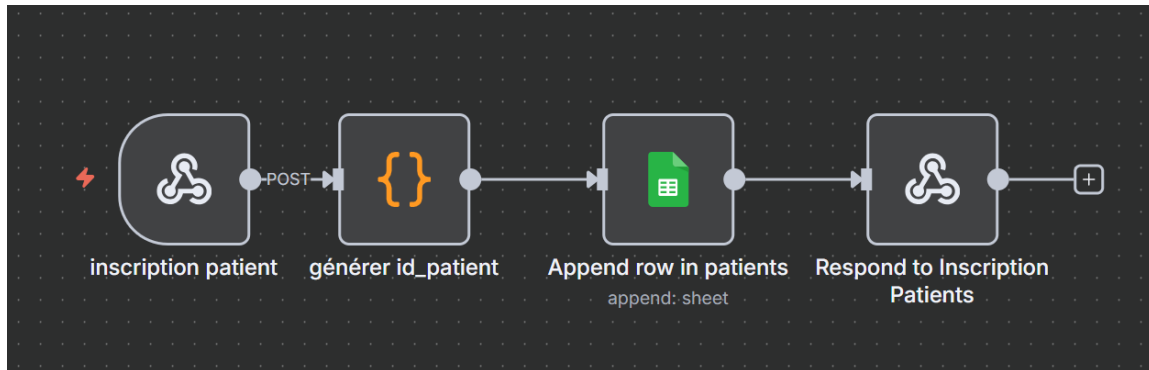 POST
inscription patient
générer id_patient
Append row in patients
append: sheet
Respond to Inscription
Patients